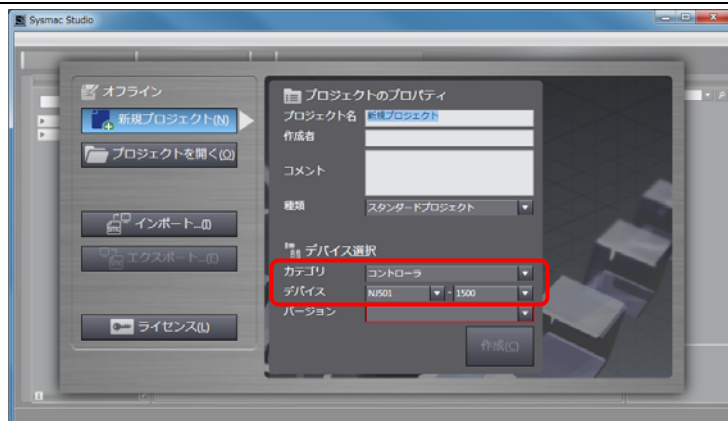 Sysmac Studio
オフライン
新規プロジェクト(N)
プロジェクトを開く(O)
インポート...(I)
エクスポート...(E)
ライセンス(L)
プロジェクトのプロパティ
プロジェクト名 新規プロジェクト
作成者
コメント
種類 スタンダードプロジェクト
デバイス選択
カテゴリ コントローラ
デバイス NJ501 - 1500
バージョン
作成(C)